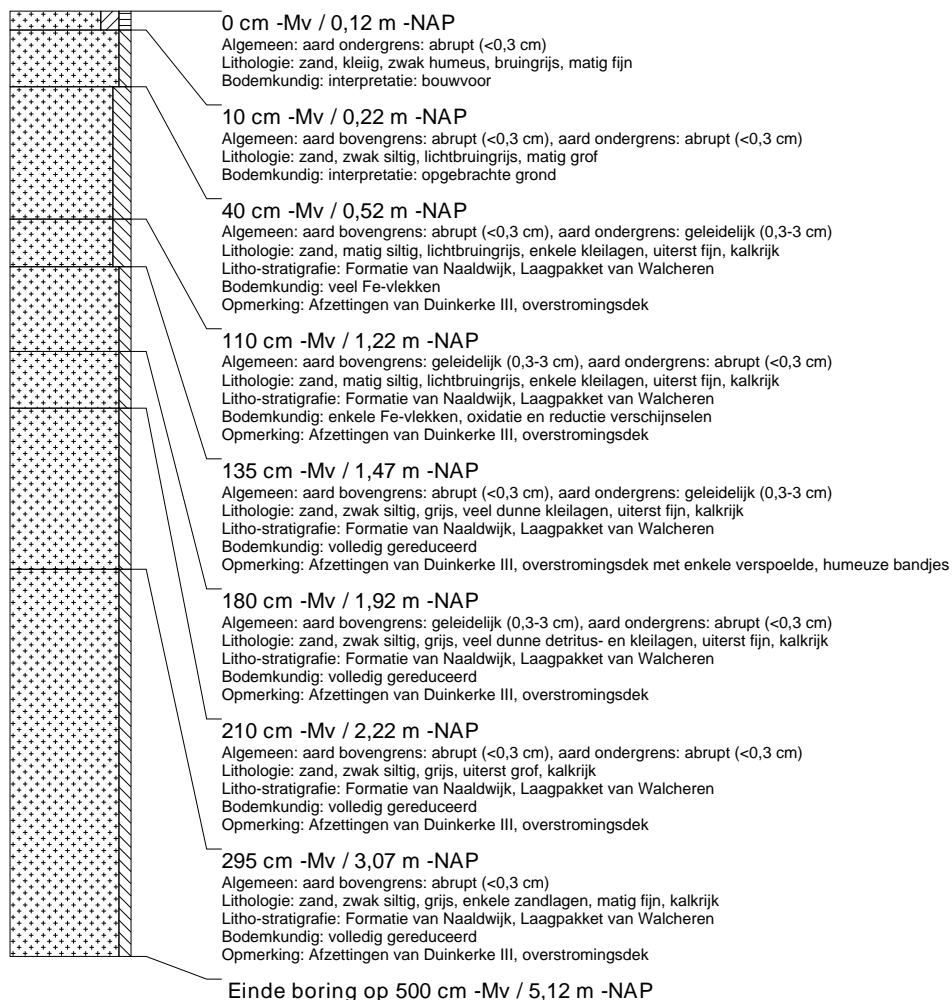 0 cm -Mv / 0,12 m -NAP
Algemeen: aard ondergrens: abrupt (<0,3 cm)
Lithologie: zand, kleiig, zwak humeus, bruingrijs, matig fijn
Bodemkundig: interpretatie: bouwvoor
10 cm -Mv / 0,22 m -NAP
Algemeen: aard bovengrens: abrupt (<0,3 cm), aard ondergrens: abrupt (<0,3 cm)
Lithologie: zand, zwak siltig, lichtbruingrijs, matig grof
Bodemkundig: interpretatie: opgebrachte grond
40 cm -Mv / 0,52 m -NAP
Algemeen: aard bovengrens: abrupt (<0,3 cm), aard ondergrens: geleidelijk (0,3-3 cm)
Lithologie: zand, matig siltig, lichtbruingrijs, enkele kleilagen, uiterst fijn, kalkrijk
Litho-stratigrafie: Formatie van Naaldwijk, Laagpakket van Walcheren
Bodemkundig: veel Fe-vlekken
Opmerking: Afzettingen van Duinkerke III, overstromingsdek
110 cm -Mv / 1,22 m -NAP
Algemeen: aard bovengrens: geleidelijk (0,3-3 cm), aard ondergrens: abrupt (<0,3 cm)
Lithologie: zand, matig siltig, lichtbruingrijs, enkele kleilagen, uiterst fijn, kalkrijk
Litho-stratigrafie: Formatie van Naaldwijk, Laagpakket van Walcheren
Bodemkundig: enkele Fe-vlekken, oxidatie en reductie verschijnselen
Opmerking: Afzettingen van Duinkerke III, overstromingsdek
135 cm -Mv / 1,47 m -NAP
Algemeen: aard bovengrens: abrupt (<0,3 cm), aard ondergrens: geleidelijk (0,3-3 cm)
Lithologie: zand, zwak siltig, grijs, veel dunne kleilagen, uiterst fijn, kalkrijk
Litho-stratigrafie: Formatie van Naaldwijk, Laagpakket van Walcheren
Bodemkundig: volledig gereduceerd
Opmerking: Afzettingen van Duinkerke III, overstromingsdek met enkele verspoelde, humeuze bandjes
180 cm -Mv / 1,92 m -NAP
Algemeen: aard bovengrens: geleidelijk (0,3-3 cm), aard ondergrens: abrupt (<0,3 cm)
Lithologie: zand, zwak siltig, grijs, veel dunne detritus- en kleilagen, uiterst fijn, kalkrijk
Litho-stratigrafie: Formatie van Naaldwijk, Laagpakket van Walcheren
Bodemkundig: volledig gereduceerd
Opmerking: Afzettingen van Duinkerke III, overstromingsdek
210 cm -Mv / 2,22 m -NAP
Algemeen: aard bovengrens: abrupt (<0,3 cm), aard ondergrens: abrupt (<0,3 cm)
Lithologie: zand, zwak siltig, grijs, uiterst grof, kalkrijk
Litho-stratigrafie: Formatie van Naaldwijk, Laagpakket van Walcheren
Bodemkundig: volledig gereduceerd
Opmerking: Afzettingen van Duinkerke III, overstromingsdek
295 cm -Mv / 3,07 m -NAP
Algemeen: aard bovengrens: abrupt (<0,3 cm)
Lithologie: zand, zwak siltig, grijs, enkele zandlagen, matig fijn, kalkrijk
Litho-stratigrafie: Formatie van Naaldwijk, Laagpakket van Walcheren
Bodemkundig: volledig gereduceerd
Opmerking: Afzettingen van Duinkerke III, overstromingsdek
Einde boring op 500 cm -Mv / 5,12 m -NAP